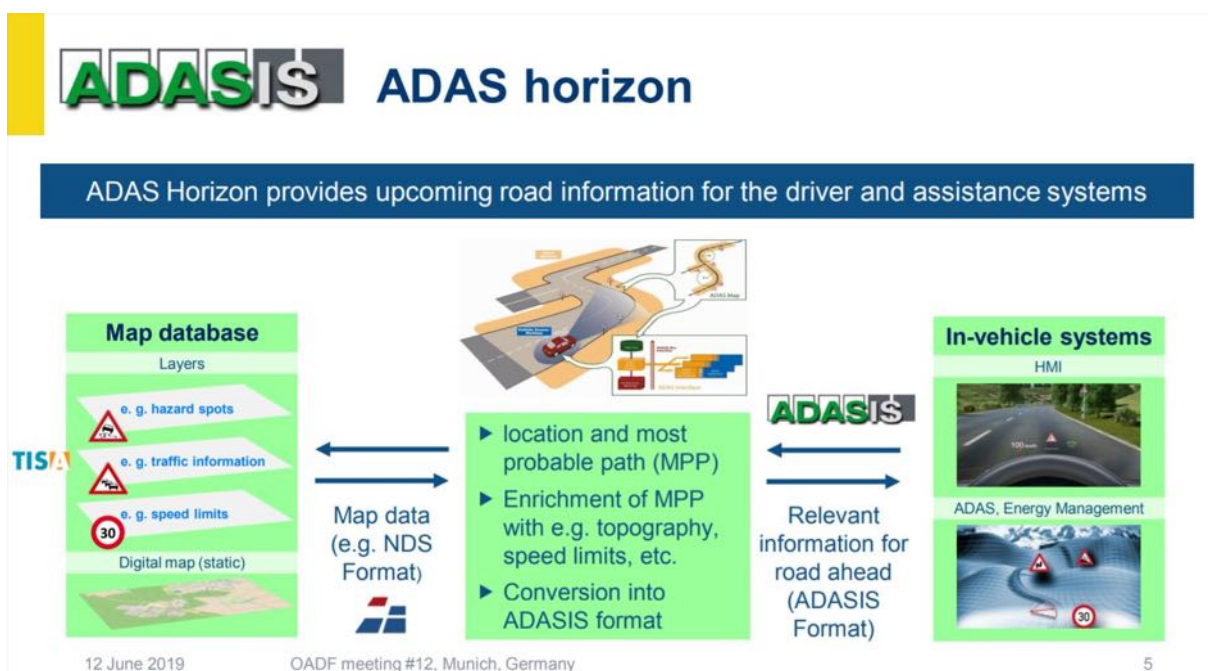 ADASIS
ADAS horizon
ADAS Horizon provides upcoming road information for the driver and assistance systems
Map database
Layers
e. g. hazard spots
TISA
e. g. traffic information
e. g. speed limits
30
Digital map (static)
Map data
(e.g. NDS
Format)
ADAS Map
▶ location and most
probable path (MPP)
▶ Enrichment of MPP
with e.g. topography,
speed limits, etc.
▶ Conversion into
ADASIS format
ADASIS
Relevant
information for
road ahead
(ADASIS
Format)
In-vehicle systems
HMI
100 km/h
ADAS, Energy Management
30
12 June 2019
OADF meeting #12, Munich, Germany
5